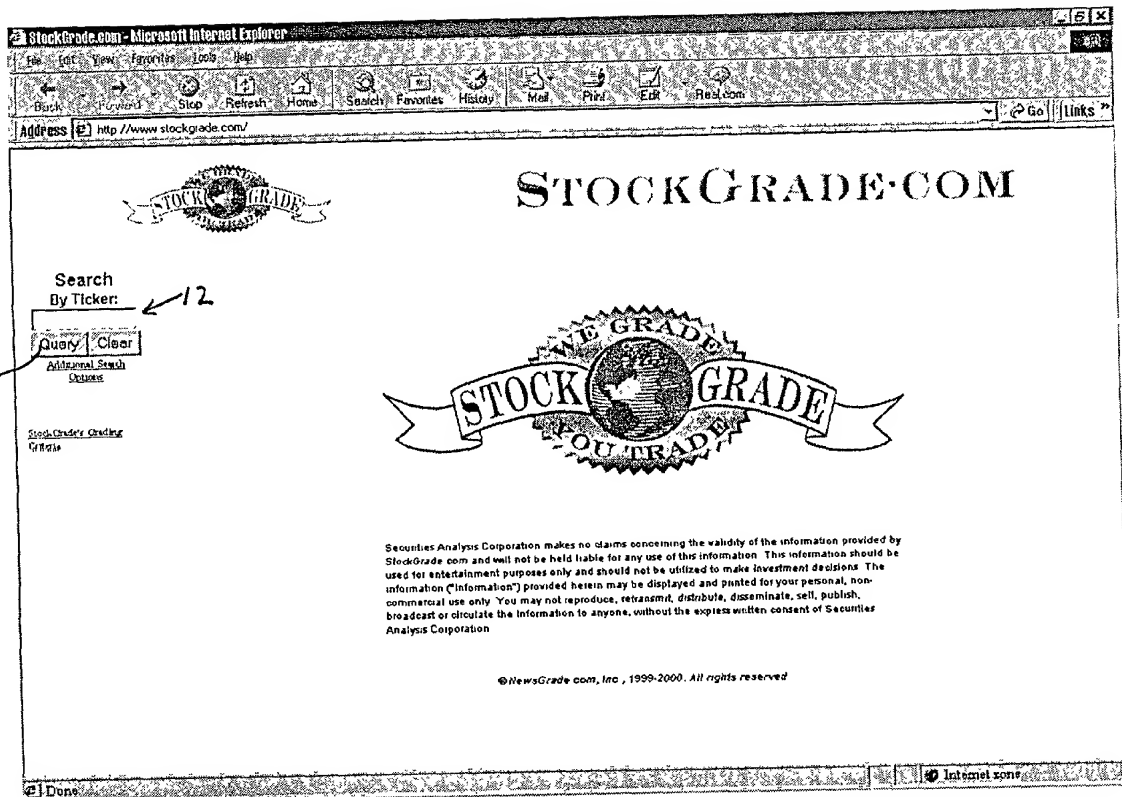 StockGrade.com - Microsoft Internet Explorer
File Edit View Favorites Tools Help
Back Forward Stop Refresh Home Search Favorites History Mail Print Edit Real.com
Address http //www stockgrade.com/ Go Links »
WE GRADE
STOCK GRADE
YOU TRADE
STOCKGRADE·COM
Search
By Ticker:
12
Query Clear
Additional Search
Options
StockGrade's Grading
Criteria
WE GRADE
STOCK GRADE
YOU TRADE
Securities Analysis Corporation makes no claims concerning the validity of the information provided by
StockGrade com and will not be held liable for any use of this information This information should be
used for entertainment purposes only and should not be utilized to make investment decisions The
information ("Information") provided herein may be displayed and printed for your personal, non-
commercial use only You may not reproduce, retransmit, distribute, disseminate, sell, publish,
broadcast or circulate the Information to anyone, without the express written consent of Securities
Analysis Corporation
©NewsGrade com, Inc , 1999-2000. All rights reserved
Done Internet zone